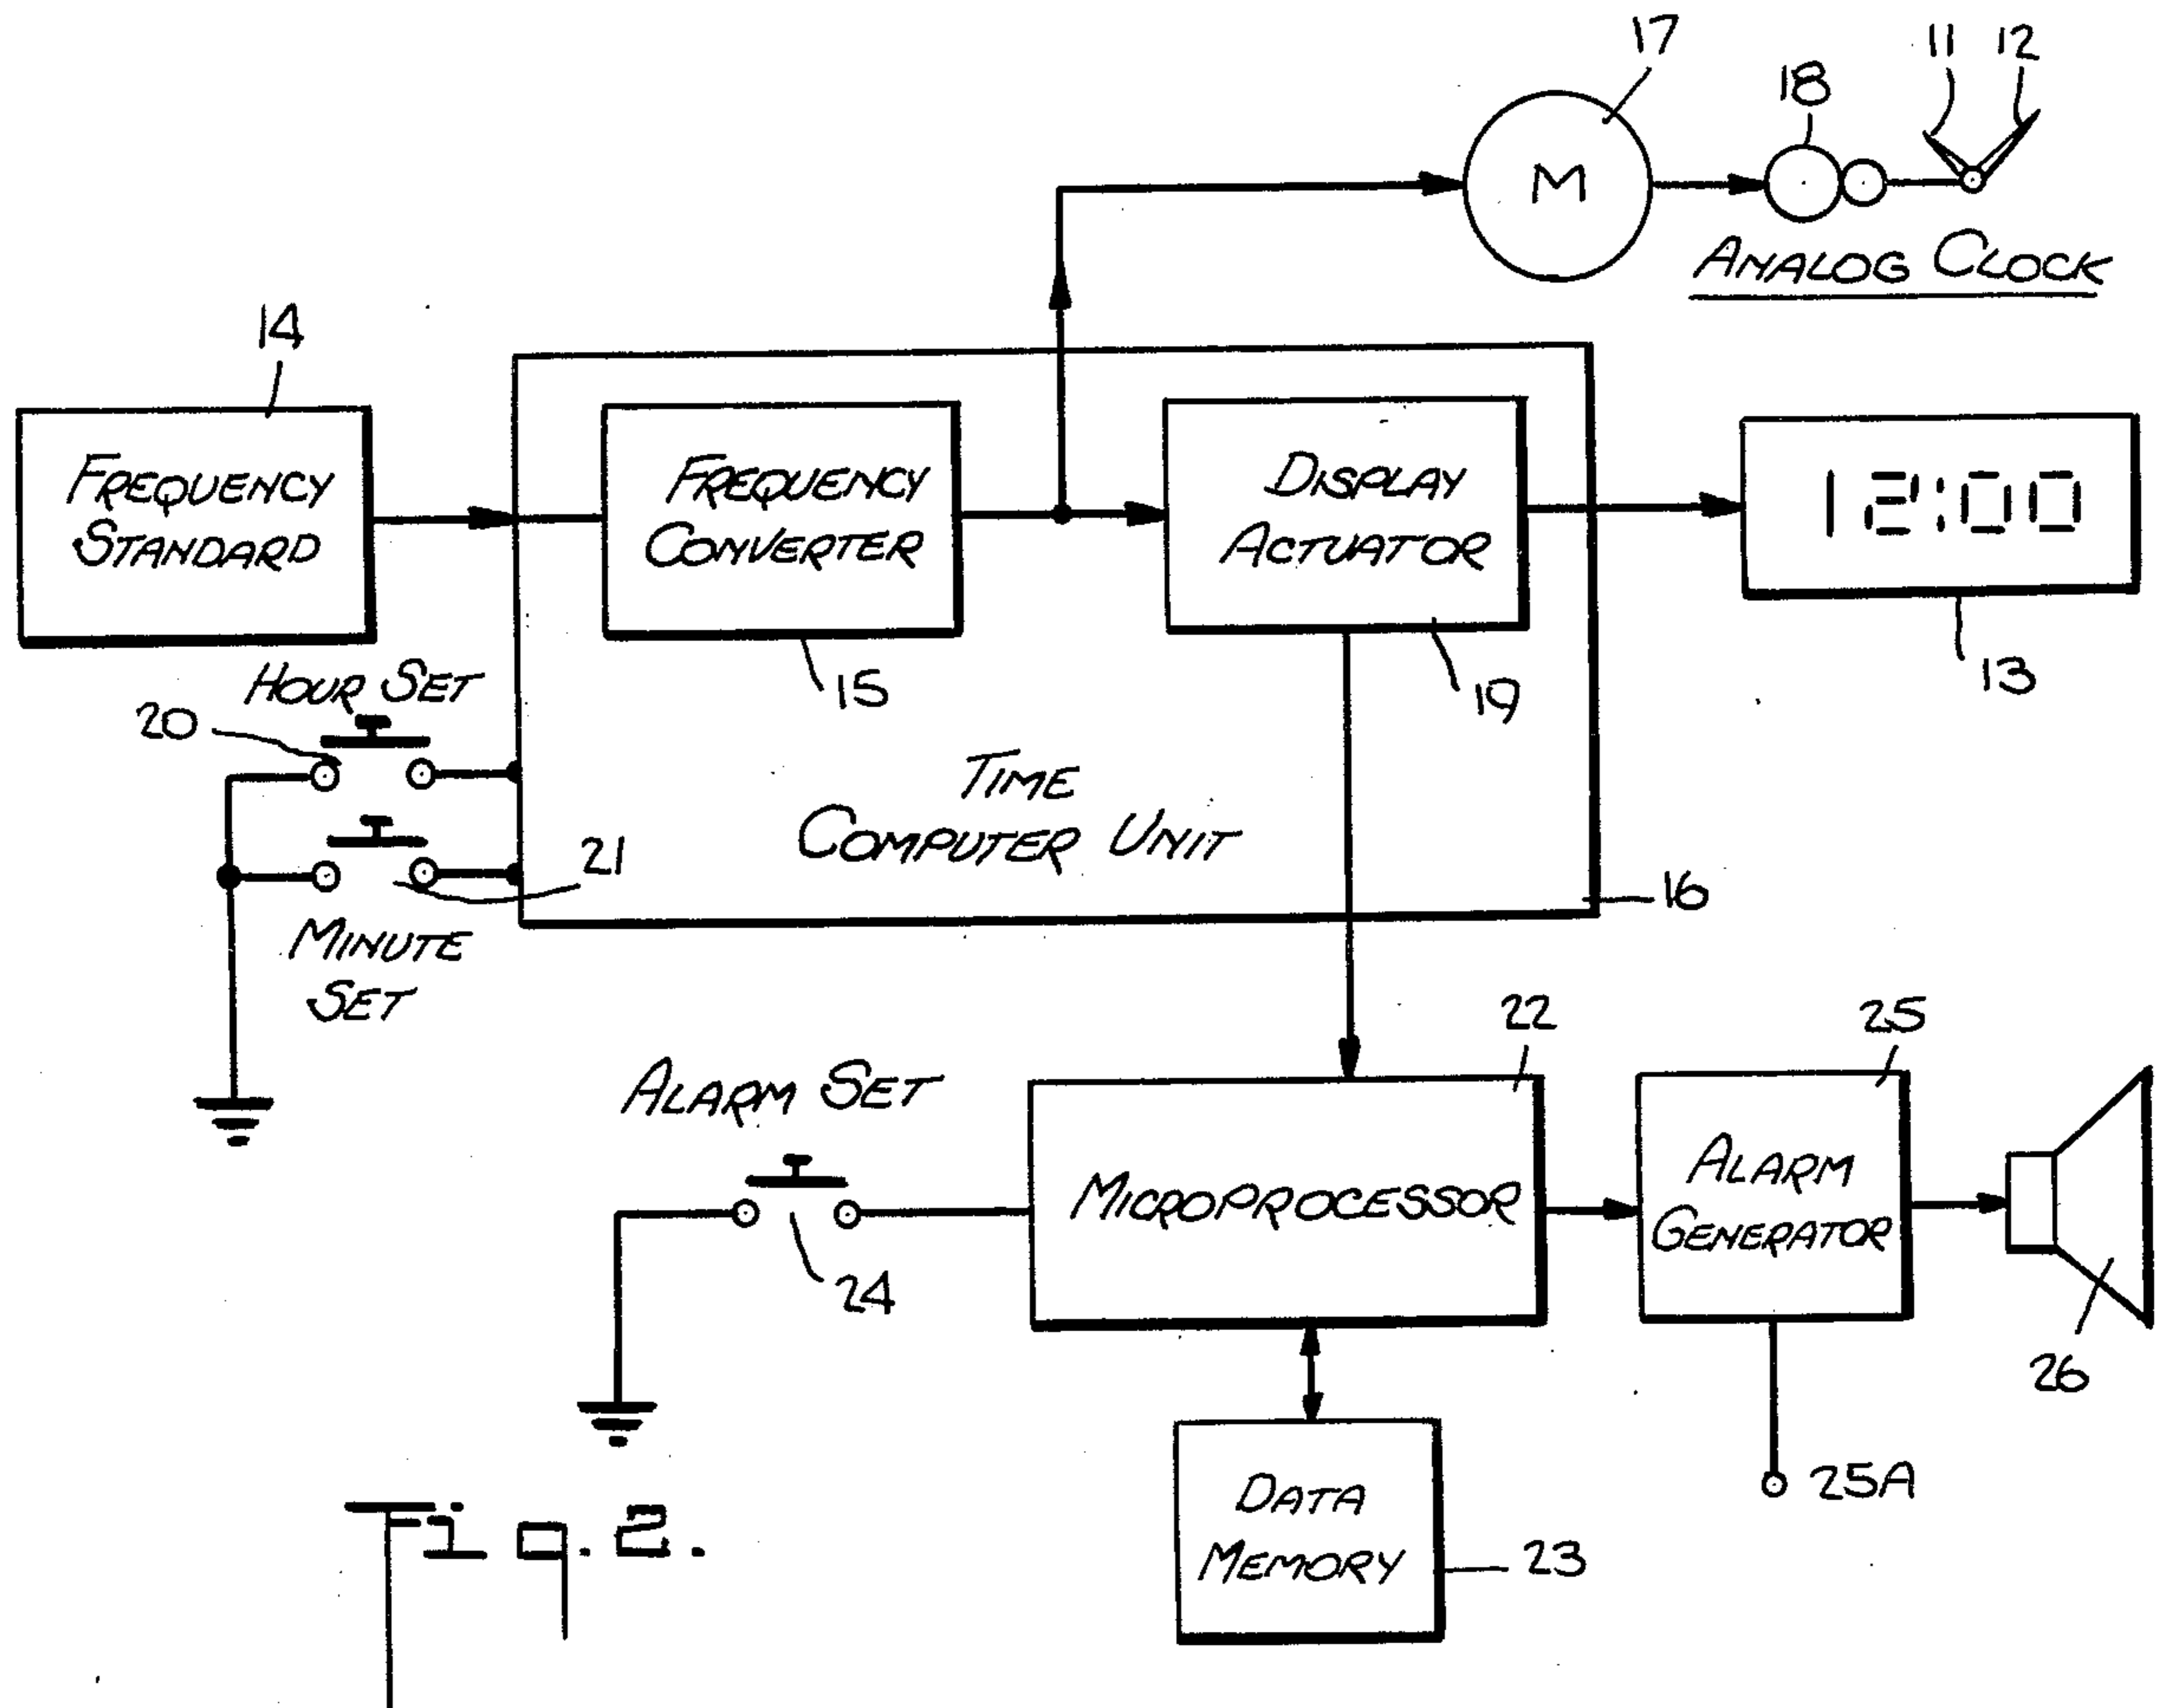 17
11 12
18
M
ANALOG CLOCK
14
FREQUENCY
STANDARD
FREQUENCY
CONVERTER
DISPLAY
ACTUATOR
12:00
15
19
13
HOUR SET
20
TIME
COMPUTER UNIT
21
16
MINUTE
SET
22
25
ALARM SET
MICROPROCESSOR
ALARM
GENERATOR
24
26
25A
DATA
MEMORY
23
Fig. 2.